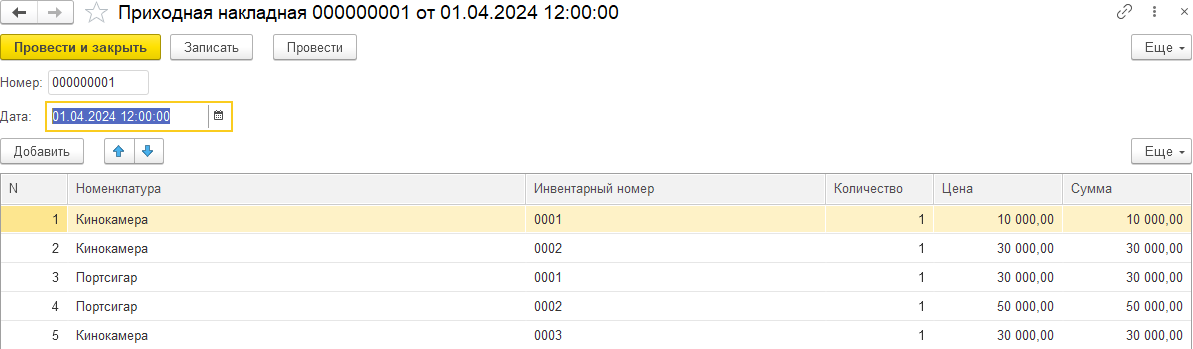 Приходная накладная 000000001 от 01.04.2024 12:00:00
Провести и закрыть Записать Провести Еще
Номер: 000000001
Дата: 01.04.2024 12:00:00
Добавить Еще
N Номенклатура Инвентарный номер Количество Цена Сумма
1 Кинокамера 0001 1 10 000,00 10 000,00
2 Кинокамера 0002 1 30 000,00 30 000,00
3 Портсигар 0001 1 30 000,00 30 000,00
4 Портсигар 0002 1 50 000,00 50 000,00
5 Кинокамера 0003 1 30 000,00 30 000,00